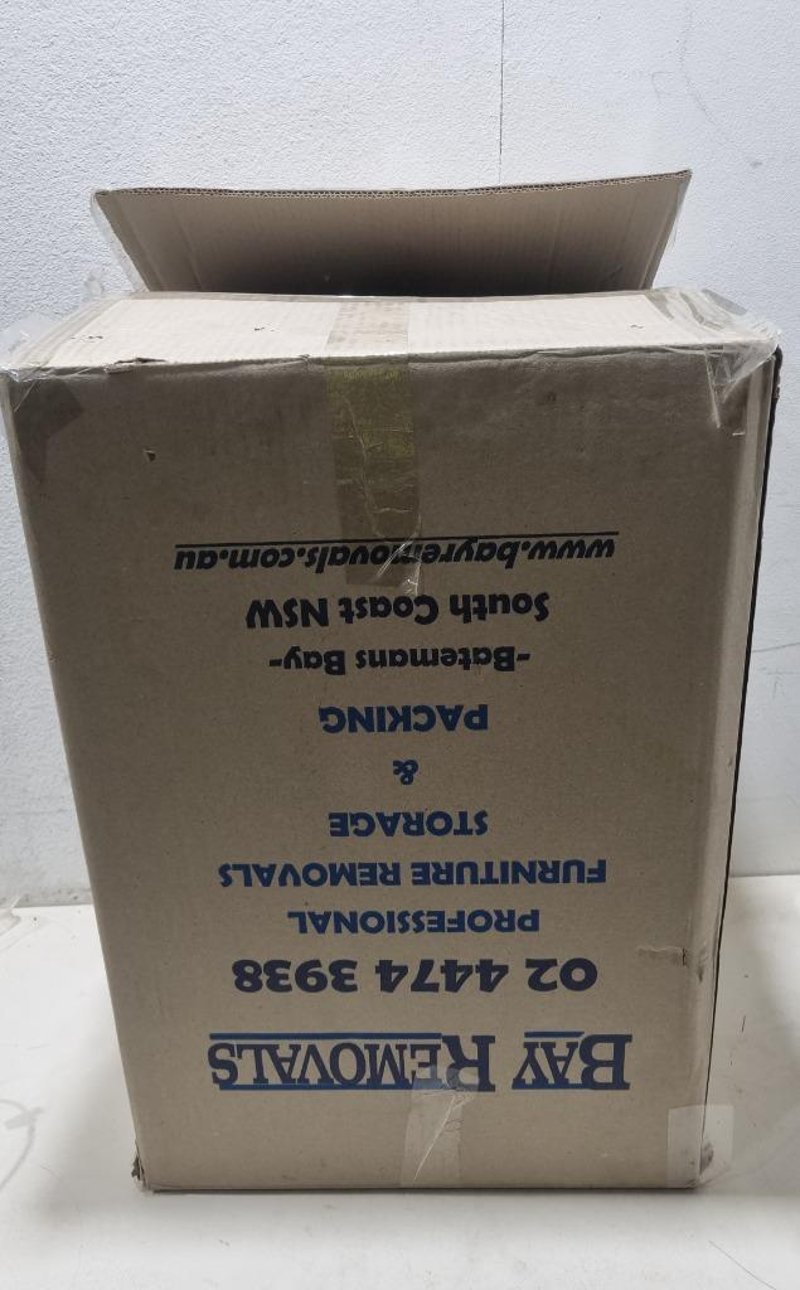 BAY REMOVALS
02 4474 3938
PROFESSIONAL
FURNITURE REMOVALS
STORAGE
&
PACKING
-Batemans Bay-
South Coast NSW
www.bayremovals.com.au